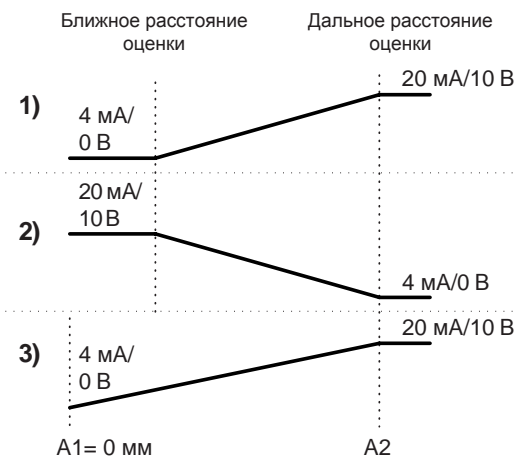 Ближное расстояние
оценки
Дальное расстояние
оценки
1)
4 мА/
0 В
20 мА/10 В
2)
20 мА/
10 В
4 мА/0 В
3)
4 мА/
0 В
20 мА/10 В
A1= 0 мм
A2